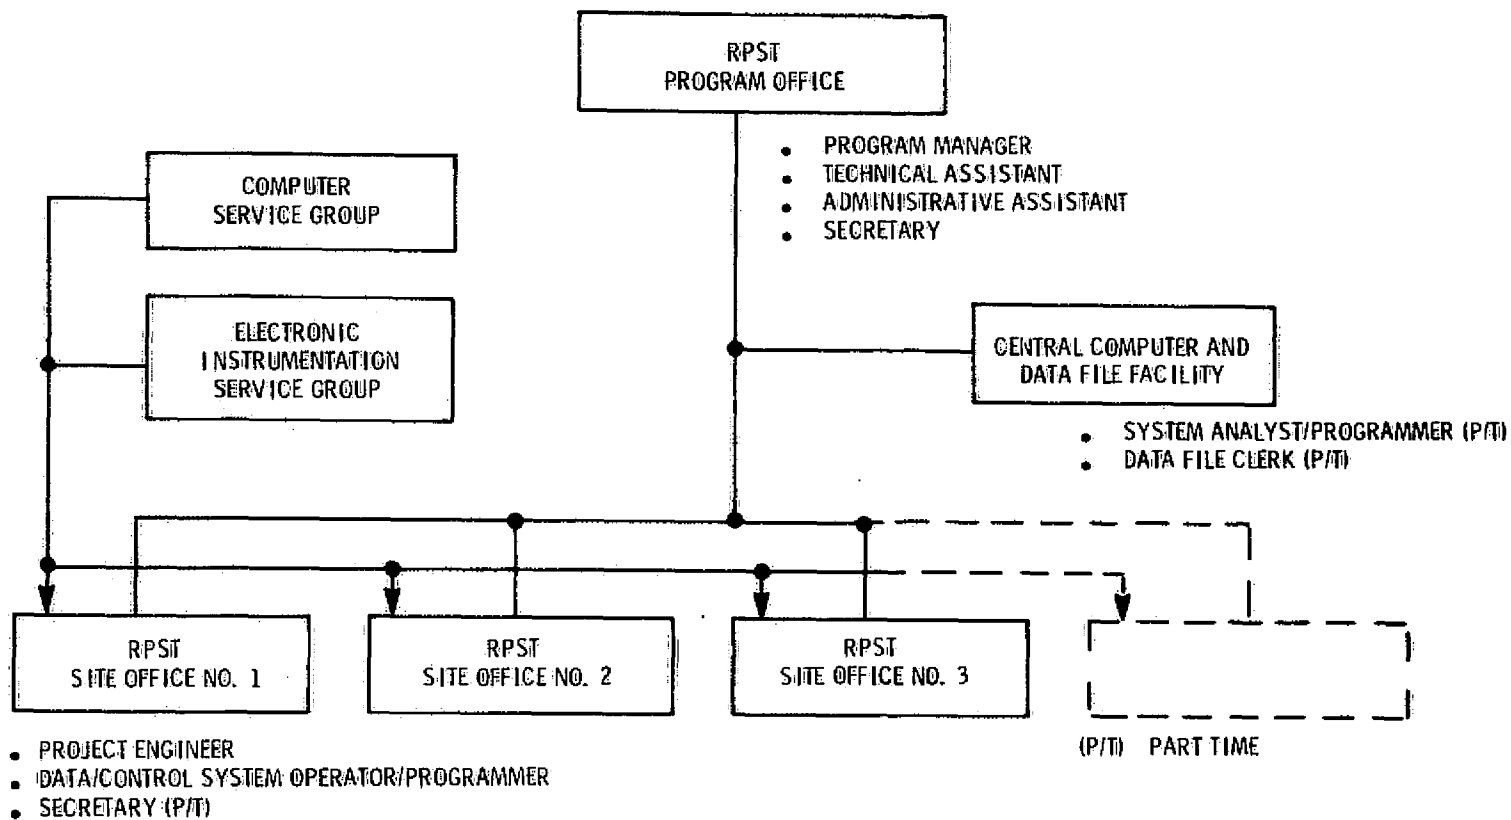 RPST
PROGRAM OFFICE
• PROGRAM MANAGER
• TECHNICAL ASSISTANT
• ADMINISTRATIVE ASSISTANT
• SECRETARY
COMPUTER
SERVICE GROUP
ELECTRONIC
INSTRUMENTATION
SERVICE GROUP
CENTRAL COMPUTER AND
DATA FILE FACILITY
• SYSTEM ANALYST/PROGRAMMER (P/T)
• DATA FILE CLERK (P/T)
RPST
SITE OFFICE NO. 1
RPST
SITE OFFICE NO. 2
RPST
SITE OFFICE NO. 3
• PROJECT ENGINEER
• DATA/CONTROL SYSTEM OPERATOR/PROGRAMMER
• SECRETARY (P/T)
(P/T) PART TIME